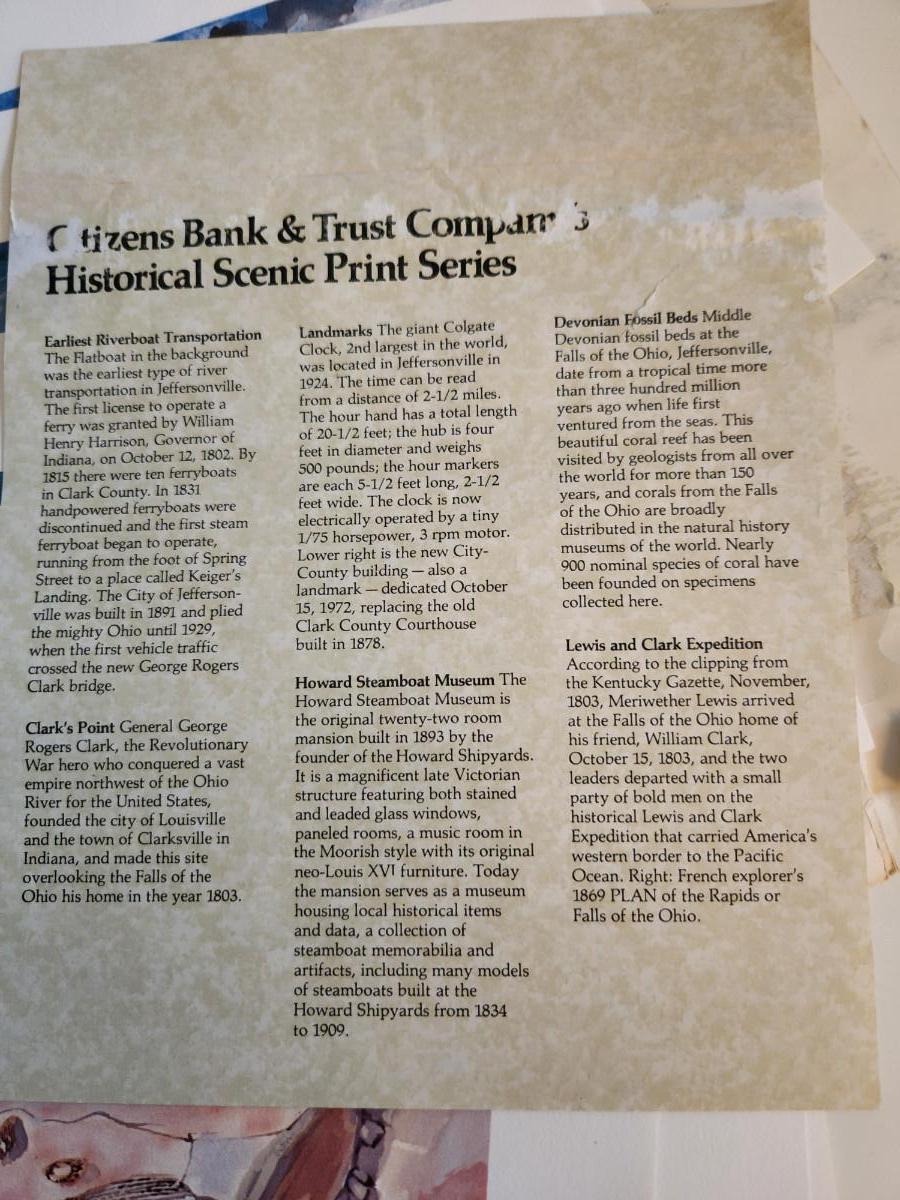 Citizens Bank & Trust Company's
Historical Scenic Print Series
Earliest Riverboat Transportation
The Flatboat in the background
was the earliest type of river
transportation in Jeffersonville.
The first license to operate a
ferry was granted by William
Henry Harrison, Governor of
Indiana, on October 12, 1802. By
1815 there were ten ferryboats
in Clark County. In 1831
handpowered ferryboats were
discontinued and the first steam
ferryboat began to operate,
running from the foot of Spring
Street to a place called Keiger's
Landing. The City of Jefferson-
ville was built in 1891 and plied
the mighty Ohio until 1929,
when the first vehicle traffic
crossed the new George Rogers
Clark bridge.
Clark's Point General George
Rogers Clark, the Revolutionary
War hero who conquered a vast
empire northwest of the Ohio
River for the United States,
founded the city of Louisville
and the town of Clarksville in
Indiana, and made this site
overlooking the Falls of the
Ohio his home in the year 1803.
Landmarks The giant Colgate
Clock, 2nd largest in the world,
was located in Jeffersonville in
1924. The time can be read
from a distance of 2-1/2 miles.
The hour hand has a total length
of 20-1/2 feet; the hub is four
feet in diameter and weighs
500 pounds; the hour markers
are each 5-1/2 feet long, 2-1/2
feet wide. The clock is now
electrically operated by a tiny
1/75 horsepower, 3 rpm motor.
Lower right is the new City-
County building — also a
landmark — dedicated October
15, 1972, replacing the old
Clark County Courthouse
built in 1878.
Howard Steamboat Museum The
Howard Steamboat Museum is
the original twenty-two room
mansion built in 1893 by the
founder of the Howard Shipyards.
It is a magnificent late Victorian
structure featuring both stained
and leaded glass windows,
paneled rooms, a music room in
the Moorish style with its original
neo-Louis XVI furniture. Today
the mansion serves as a museum
housing local historical items
and data, a collection of
steamboat memorabilia and
artifacts, including many models
of steamboats built at the
Howard Shipyards from 1834
to 1909.
Devonian Fossil Beds Middle
Devonian fossil beds at the
Falls of the Ohio, Jeffersonville,
date from a tropical time more
than three hundred million
years ago when life first
ventured from the seas. This
beautiful coral reef has been
visited by geologists from all over
the world for more than 150
years, and corals from the Falls
of the Ohio are broadly
distributed in the natural history
museums of the world. Nearly
900 nominal species of coral have
been founded on specimens
collected here.
Lewis and Clark Expedition
According to the clipping from
the Kentucky Gazette, November,
1803, Meriwether Lewis arrived
at the Falls of the Ohio home of
his friend, William Clark,
October 15, 1803, and the two
leaders departed with a small
party of bold men on the
historical Lewis and Clark
Expedition that carried America's
western border to the Pacific
Ocean. Right: French explorer's
1869 PLAN of the Rapids or
Falls of the Ohio.